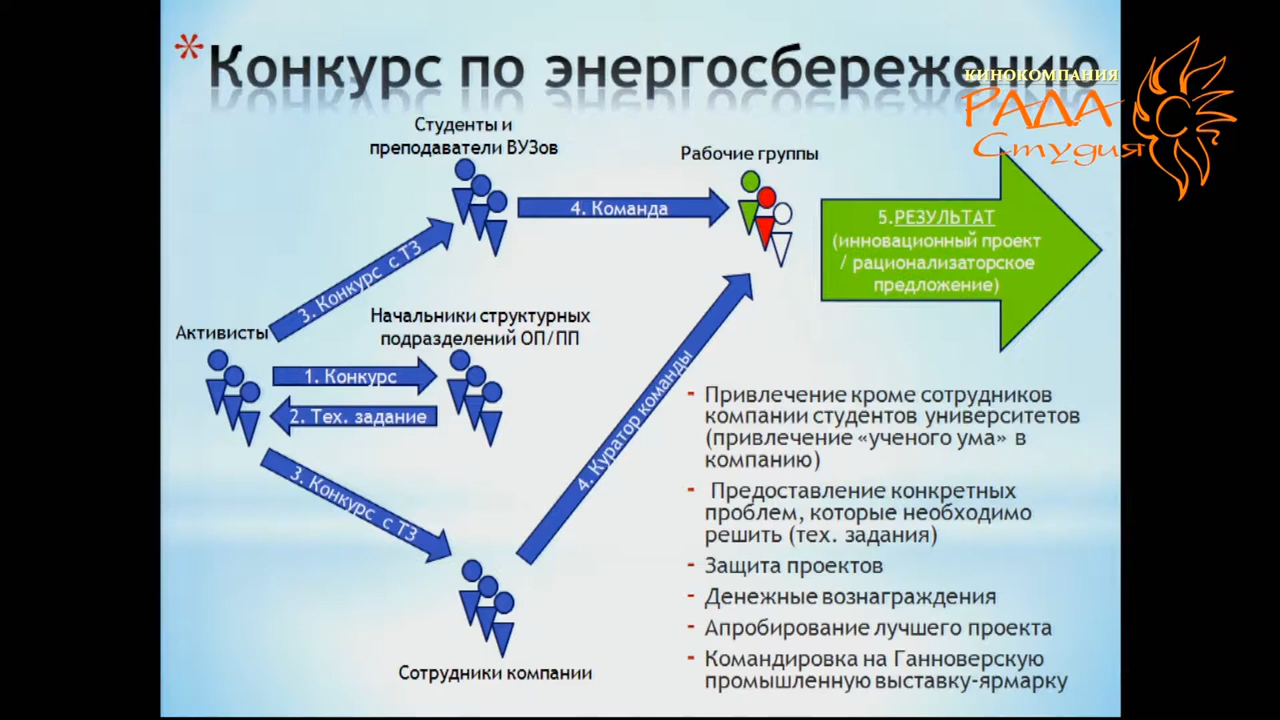 * Конкурс по энергосбережению
КИНОКОМПАНИЯ
РАДА
Студия
Студенты и
преподаватели ВУЗов
Рабочие группы
4. Команда
5.РЕЗУЛЬТАТ
(инновационный проект
/ рационализаторское
предложение)
3. Конкурс с ТЗ
Активисты
Начальники структурных
подразделений ОП/ПП
1. Конкурс
2. Тех. задание
4. Куратор команды
3. Конкурс с ТЗ
Сотрудники компании
- Привлечение кроме сотрудников
компании студентов университетов
(привлечение «ученого ума» в
компанию)
- Предоставление конкретных
проблем, которые необходимо
решить (тех. задания)
- Защита проектов
- Денежные вознаграждения
- Апробирование лучшего проекта
- Командировка на Ганноверскую
промышленную выставку-ярмарку